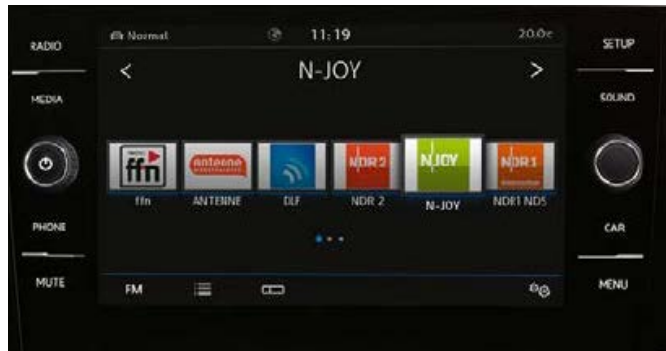 RADIO
MEDIA
PHONE
MUTE
Normal 11:19 20.0c
< N-JOY >
ffn antenne NDR 2 N-JOY NDR 1
ffn ANTENNE DLF NDR 2 N-JOY NDR1 NDS
FM
SETUP
SOUND
CAR
MENU